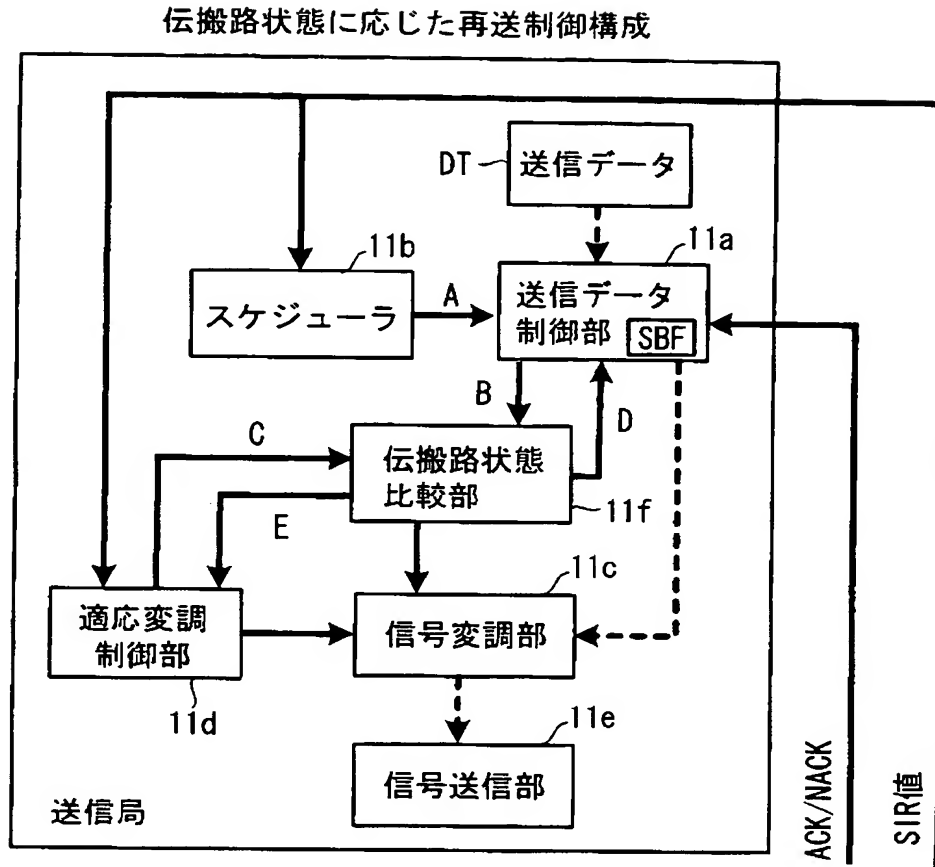 伝搬路状態に応じた再送制御構成
DT
送信データ
11a
11b
スケジューラ
A
送信データ
制御部
SBF
B
D
C
伝搬路状態
比較部
11f
E
11c
適応変調
制御部
信号変調部
11d
11e
信号送信部
送信局
ACK/NACK
SIR値